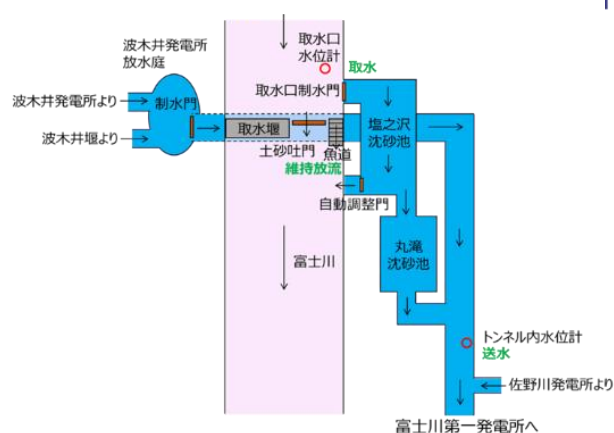 波木井発電所
放水庭
取水口
水位計
取水
波木井発電所より
制水門
取水口制水門
波木井堰より
取水堰
塩之沢
沈砂池
土砂吐門
魚道
維持放流
自動調整門
富士川
丸滝
沈砂池
トンネル内水位計
送水
佐野川発電所より
富士川第一発電所へ